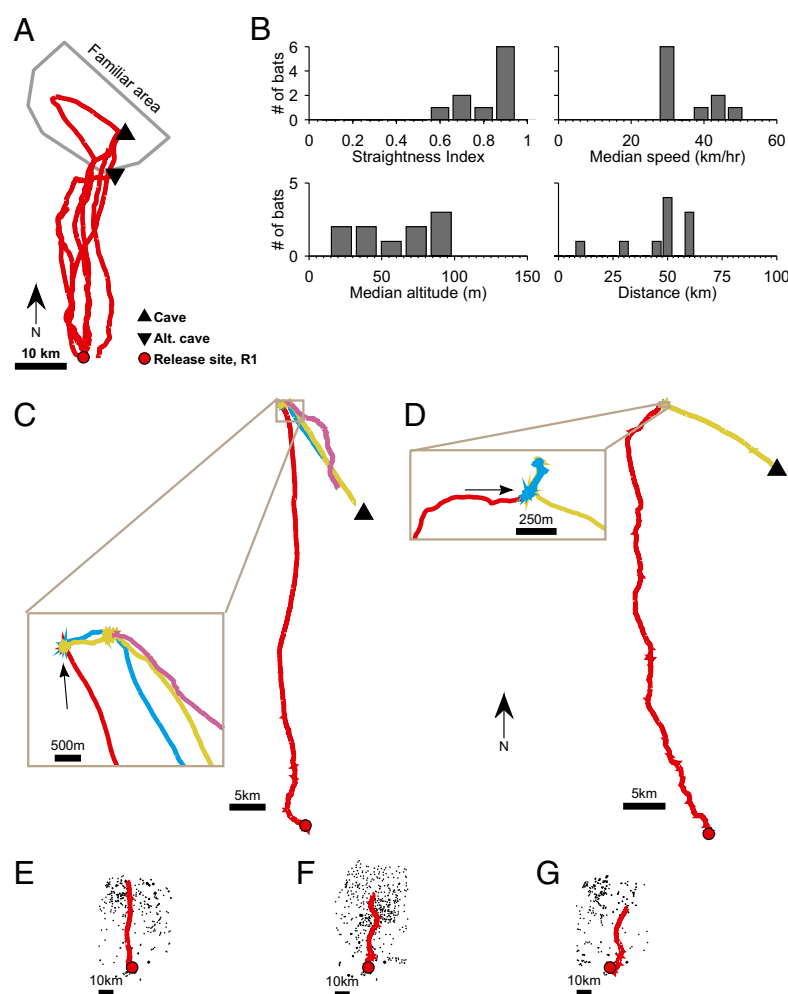 A
Familiar area
N
10 km
Cave
Alt. cave
Release site, R1
B
# of bats
6
4
2
0
0 0.2 0.4 0.6 0.8 1
Straightness Index
0 20 40 60
Median speed (km/hr)
# of bats
5
0
0 50 100 150
Median altitude (m)
0 25 50 75 100
Distance (km)
C
500m
5km
D
250m
N
5km
E
10km
F
10km
G
10km